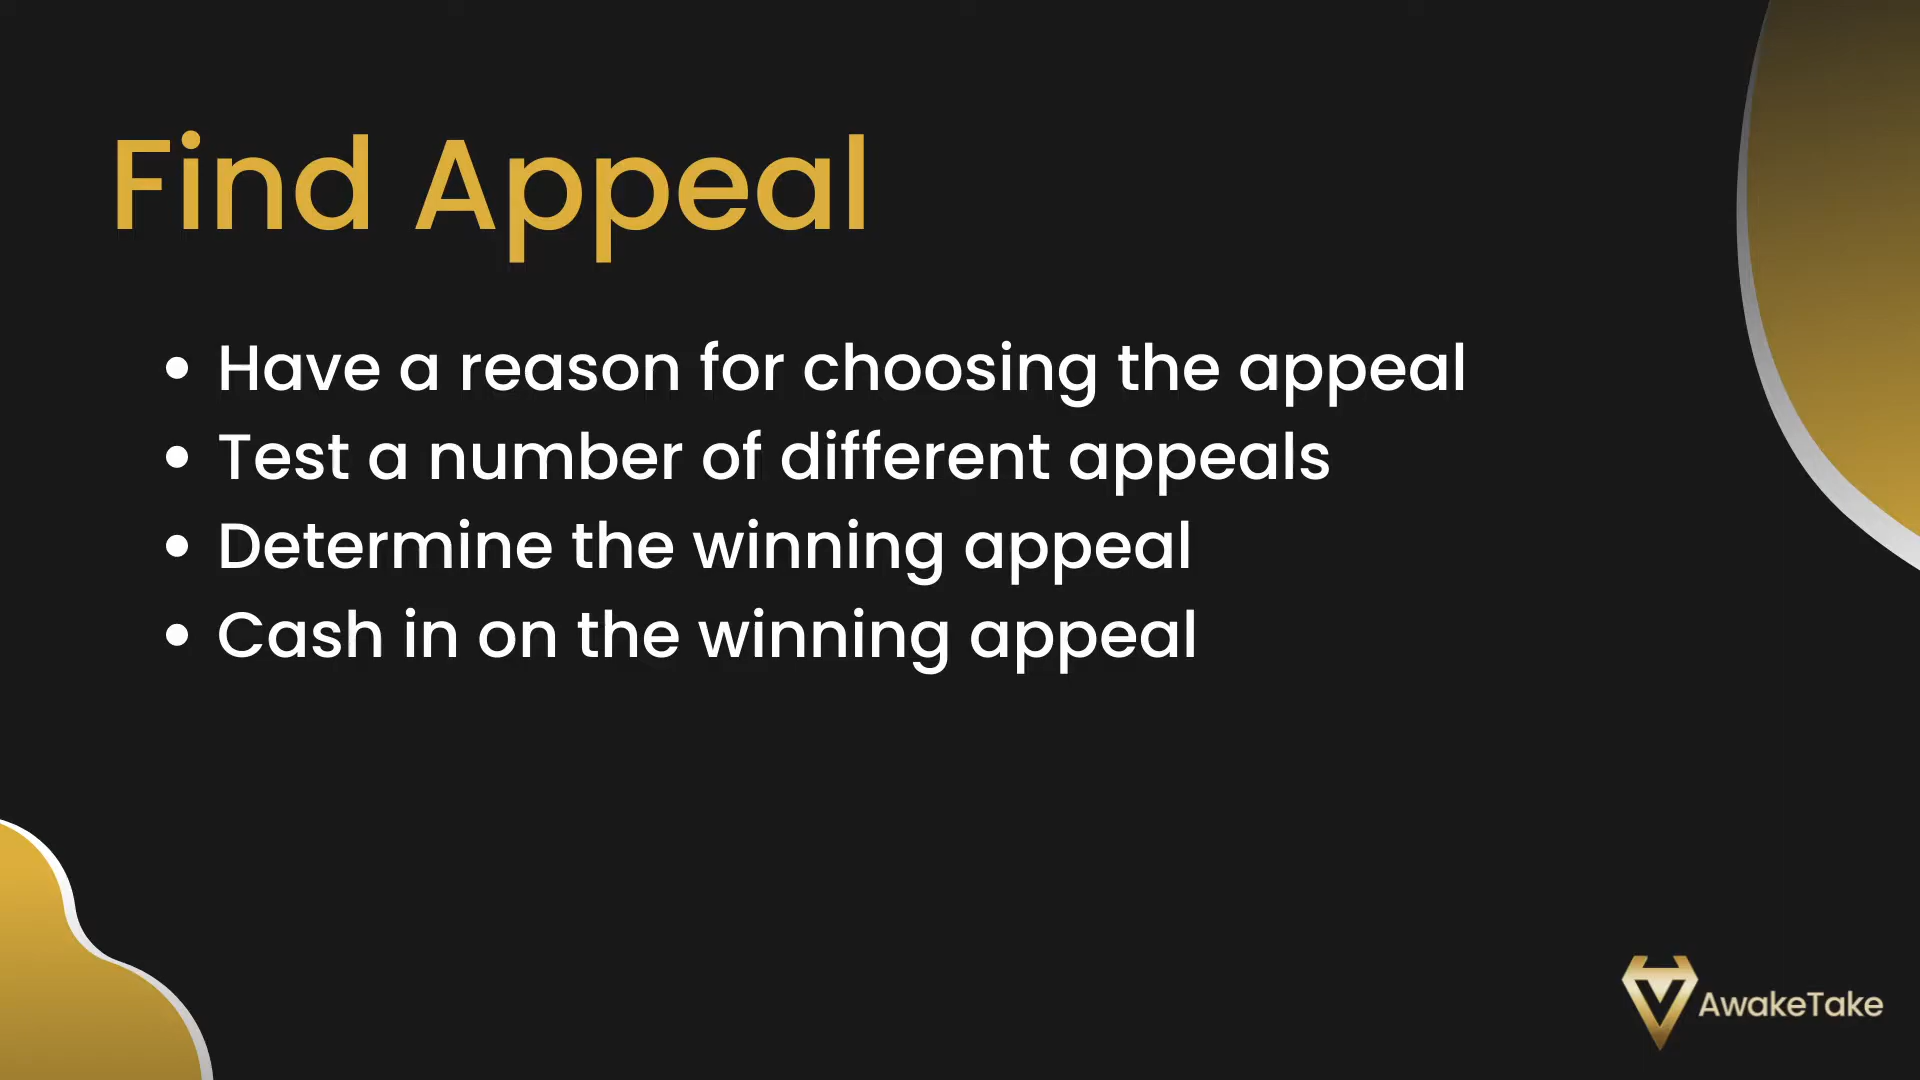 Find Appeal
• Have a reason for choosing the appeal
• Test a number of different appeals
• Determine the winning appeal
• Cash in on the winning appeal
AwakeTake